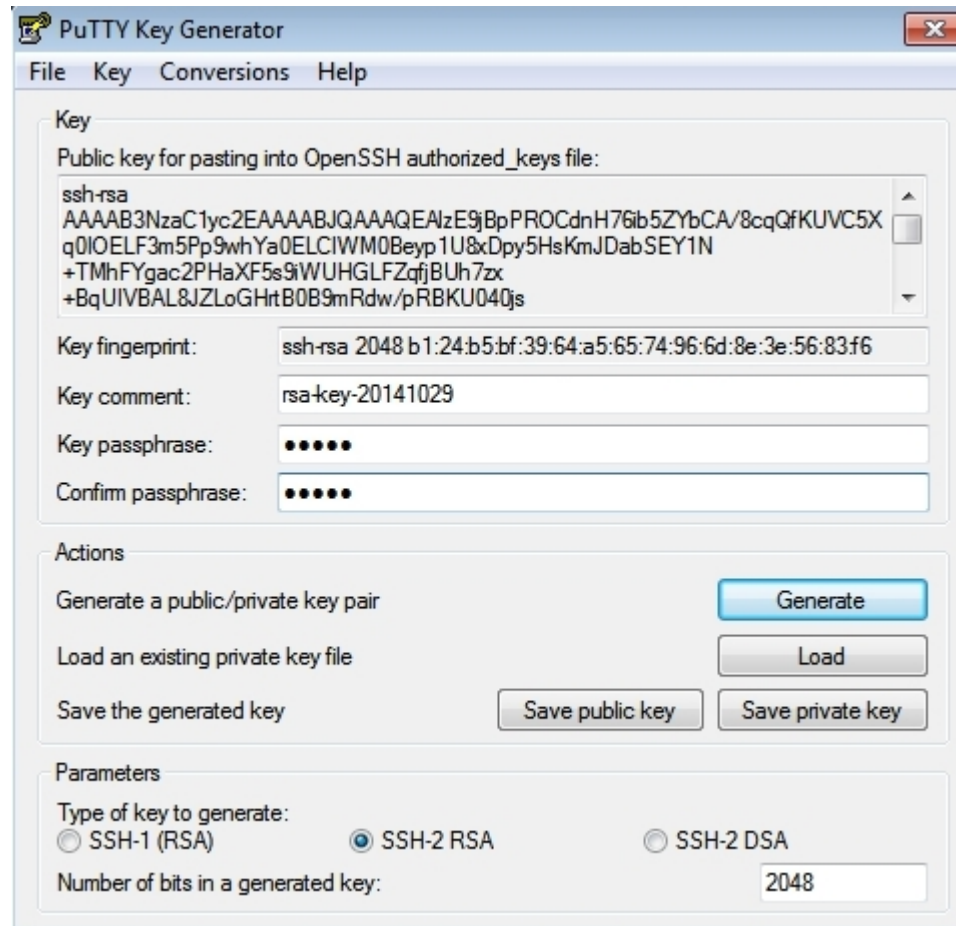 PuTTY Key Generator
File Key Conversions Help
Key
Public key for pasting into OpenSSH authorized_keys file:
ssh-rsa
AAAAB3NzaC1yc2EAAAABJQAAAQEAlzE9jBpPROCdnH76ib5ZYbCA/8cqQfKUVC5X
q0IOELF3m5Pp9whYa0ELCIWM0Beyp1U8xDpy5HsKmJDabSEY1N
+TMhFYgac2PHaXF5s9iWUHGLFZqfjBUh7zx
+BqUIVBAL8JZLoGHrtB0B9mRdw/pRBKU040js
Key fingerprint: ssh-rsa 2048 b1:24:b5:bf:39:64:a5:65:74:96:6d:8e:3e:56:83:f6
Key comment: rsa-key-20141029
Key passphrase: •••••
Confirm passphrase: •••••
Actions
Generate a public/private key pair Generate
Load an existing private key file Load
Save the generated key Save public key Save private key
Parameters
Type of key to generate:
SSH-1 (RSA) SSH-2 RSA SSH-2 DSA
Number of bits in a generated key: 2048